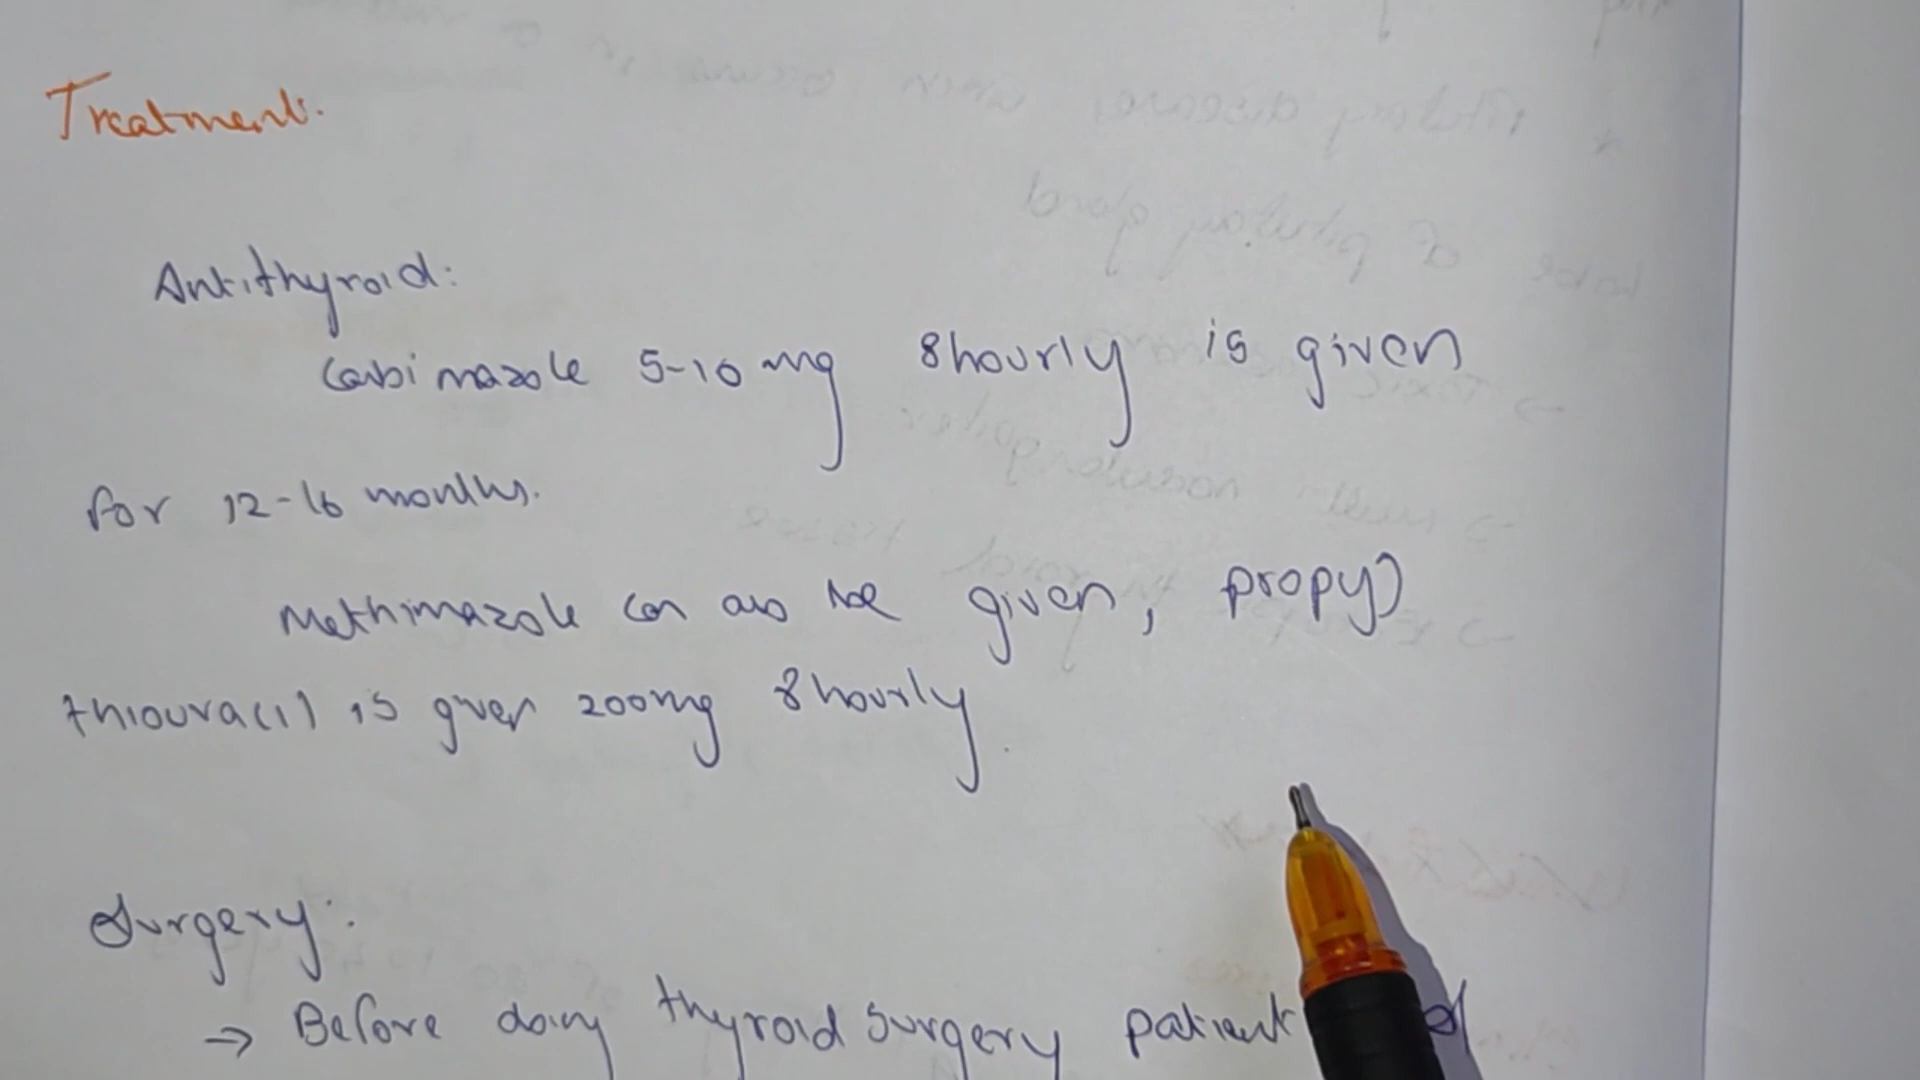 Treatment:
Antithyroid:
Carbimazole 5-10 mg 8hourly is given
for 12-16 months.
Methimazole can also be given, propyl
thiouracil is given 200mg 8hourly.
Surgery:
→ Before doing thyroid surgery patient